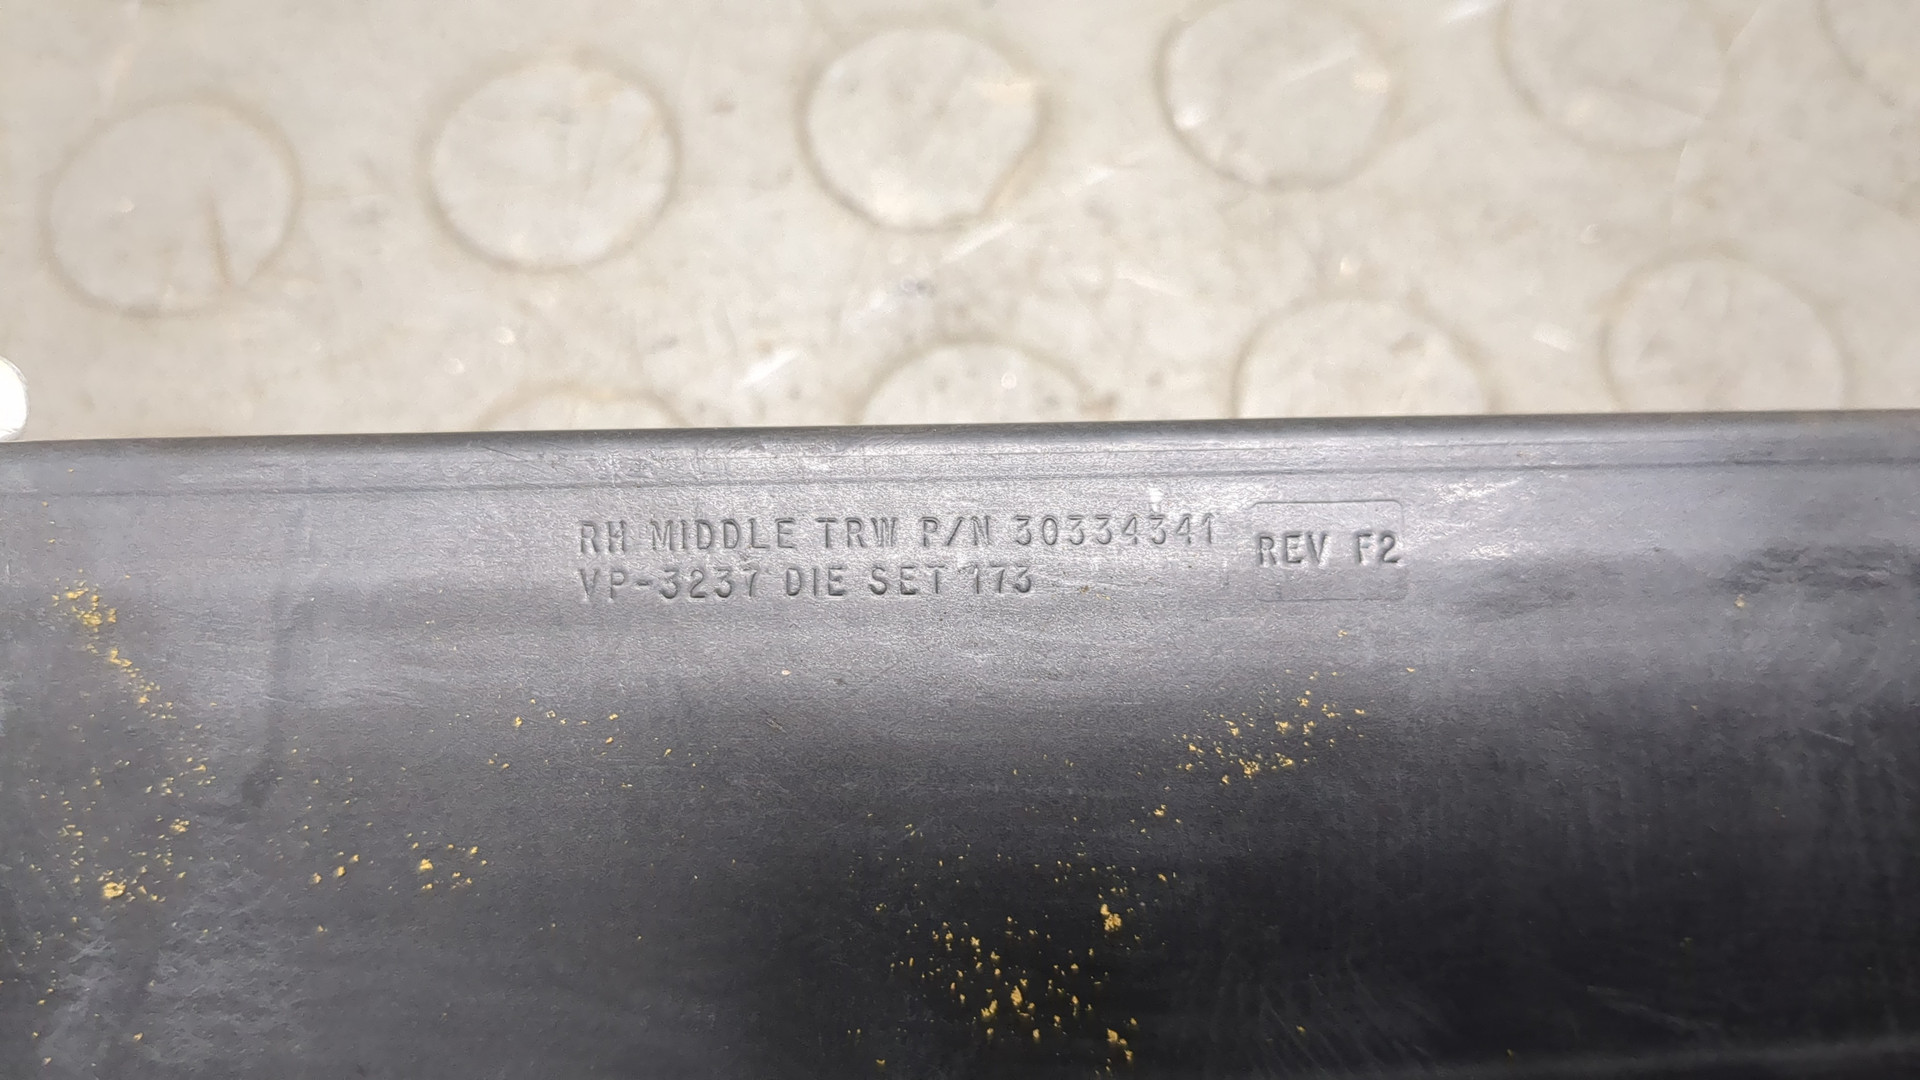 RH MIDDLE TRW P/N 30334341
VP-3237 DIE SET 173
REV F2